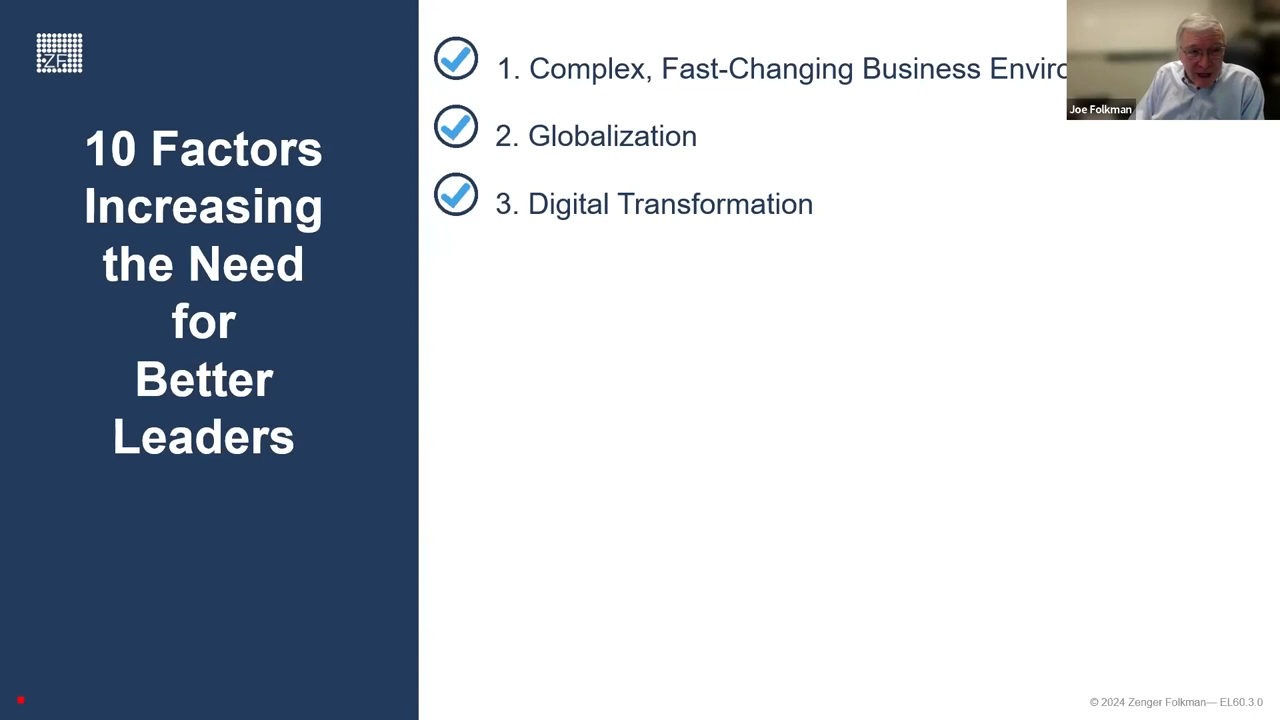 ZF
10 Factors
Increasing
the Need
for
Better
Leaders
1. Complex, Fast-Changing Business Enviro
2. Globalization
3. Digital Transformation
Joe Folkman
© 2024 Zenger Folkman— EL60.3.0